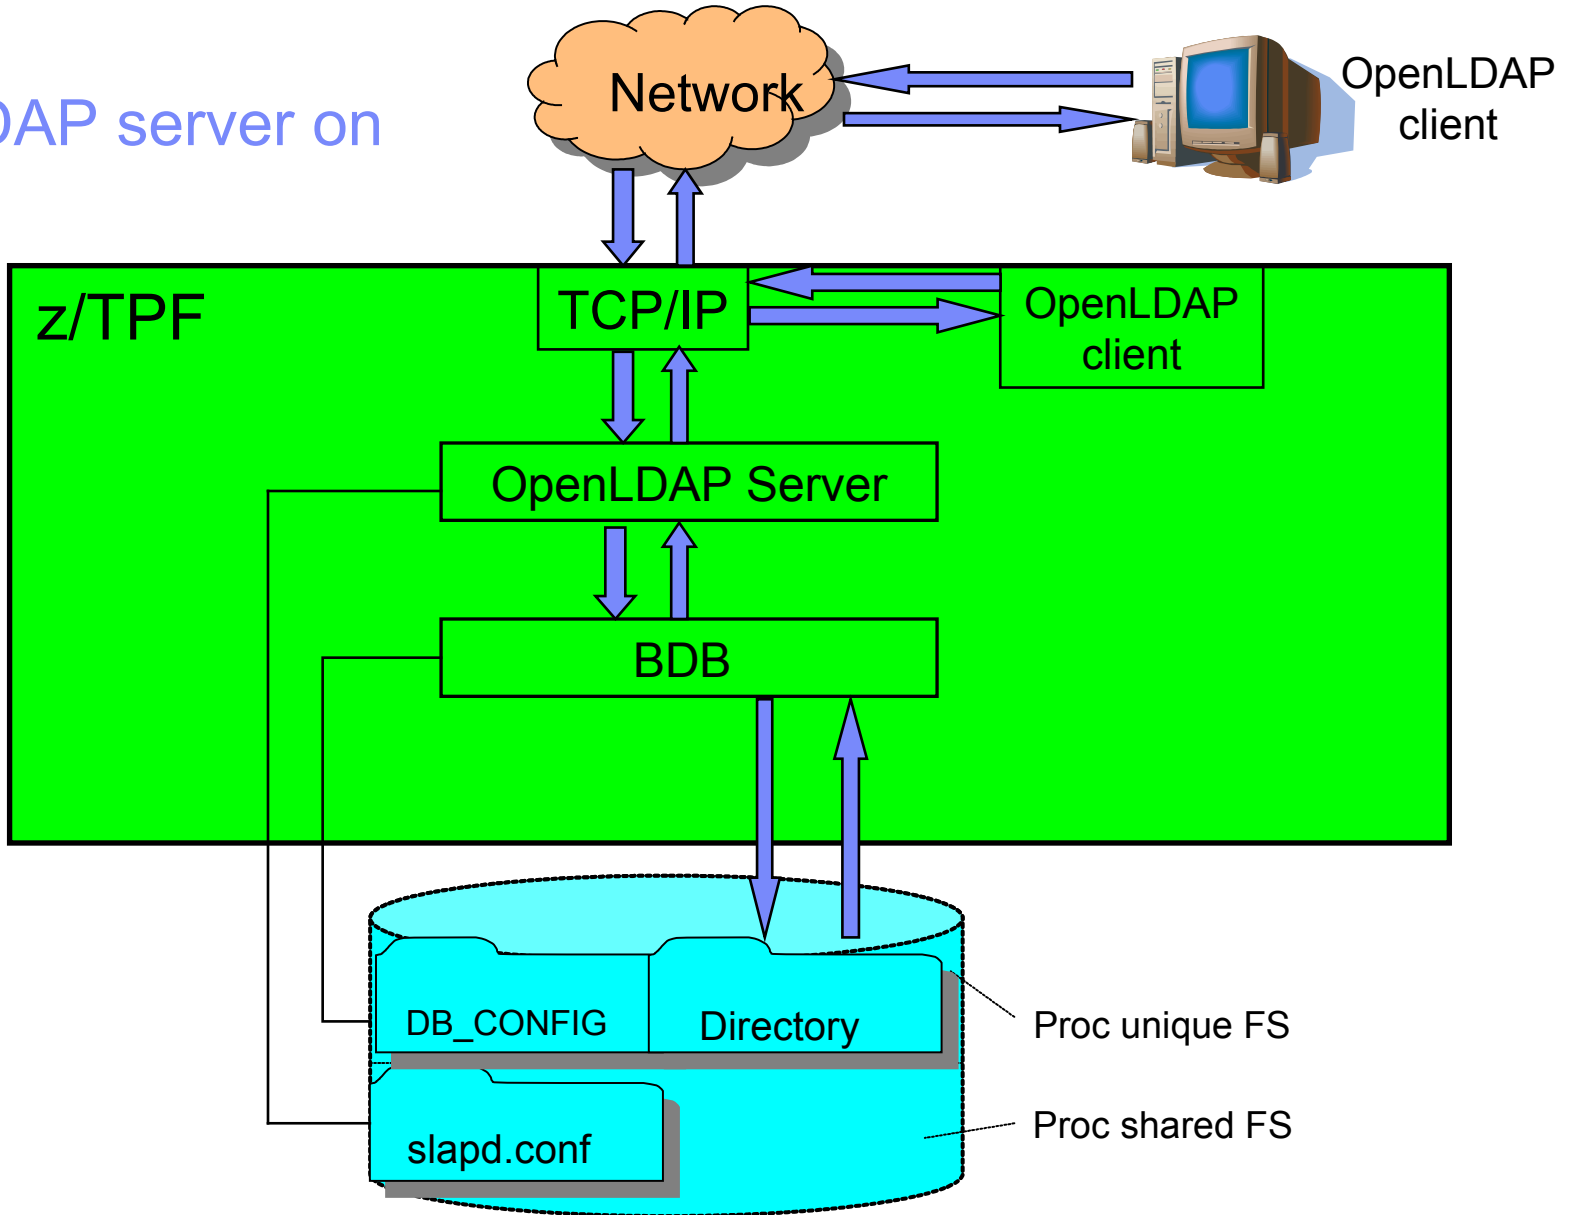 DAP server on
Network
OpenLDAP
client
z/TPF
TCP/IP
OpenLDAP
client
OpenLDAP Server
BDB
DB_CONFIG
Directory
Proc unique FS
slapd.conf
Proc shared FS